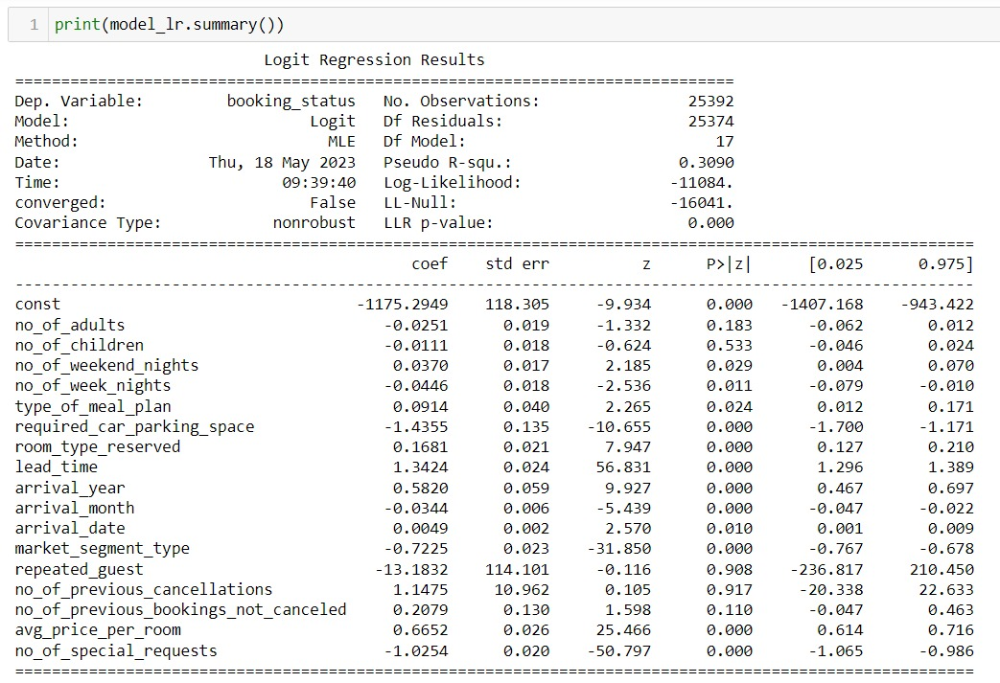 1 print(model_lr.summary())
Logit Regression Results
==============================================================================
Dep. Variable: booking_status No. Observations: 25392
Model: Logit Df Residuals: 25374
Method: MLE Df Model: 17
Date: Thu, 18 May 2023 Pseudo R-squ.: 0.3090
Time: 09:39:40 Log-Likelihood: -11084.
converged: False LL-Null: -16041.
Covariance Type: nonrobust LLR p-value: 0.000
========================================================================================================
coef std err z P>|z| [0.025 0.975]
--------------------------------------------------------------------------------------------------------
const -1175.2949 118.305 -9.934 0.000 -1407.168 -943.422
no_of_adults -0.0251 0.019 -1.332 0.183 -0.062 0.012
no_of_children -0.0111 0.018 -0.624 0.533 -0.046 0.024
no_of_weekend_nights 0.0370 0.017 2.185 0.029 0.004 0.070
no_of_week_nights -0.0446 0.018 -2.536 0.011 -0.079 -0.010
type_of_meal_plan 0.0914 0.040 2.265 0.024 0.012 0.171
required_car_parking_space -1.4355 0.135 -10.655 0.000 -1.700 -1.171
room_type_reserved 0.1681 0.021 7.947 0.000 0.127 0.210
lead_time 1.3424 0.024 56.831 0.000 1.296 1.389
arrival_year 0.5820 0.059 9.927 0.000 0.467 0.697
arrival_month -0.0344 0.006 -5.439 0.000 -0.047 -0.022
arrival_date 0.0049 0.002 2.570 0.010 0.001 0.009
market_segment_type -0.7225 0.023 -31.850 0.000 -0.767 -0.678
repeated_guest -13.1832 114.101 -0.116 0.908 -236.817 210.450
no_of_previous_cancellations 1.1475 10.962 0.105 0.917 -20.338 22.633
no_of_previous_bookings_not_canceled 0.2079 0.130 1.598 0.110 -0.047 0.463
avg_price_per_room 0.6652 0.026 25.466 0.000 0.614 0.716
no_of_special_requests -1.0254 0.020 -50.797 0.000 -1.065 -0.986
========================================================================================================